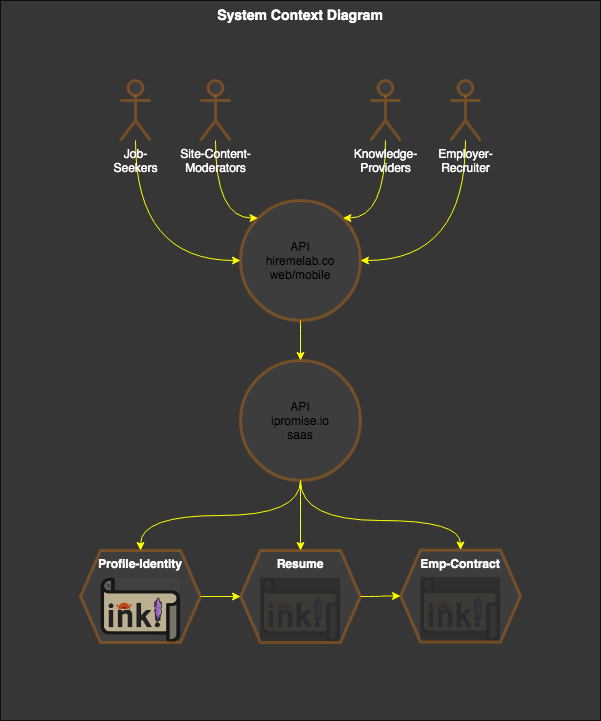 System Context Diagram
Job-
Seekers
Site-Content-
Moderators
Knowledge-
Providers
Employer-
Recruiter
API
hiremelab.co
web/mobile
API
ipromise.io
saas
Profile-Identity
Resume
Emp-Contract
ink!
ink!
ink!